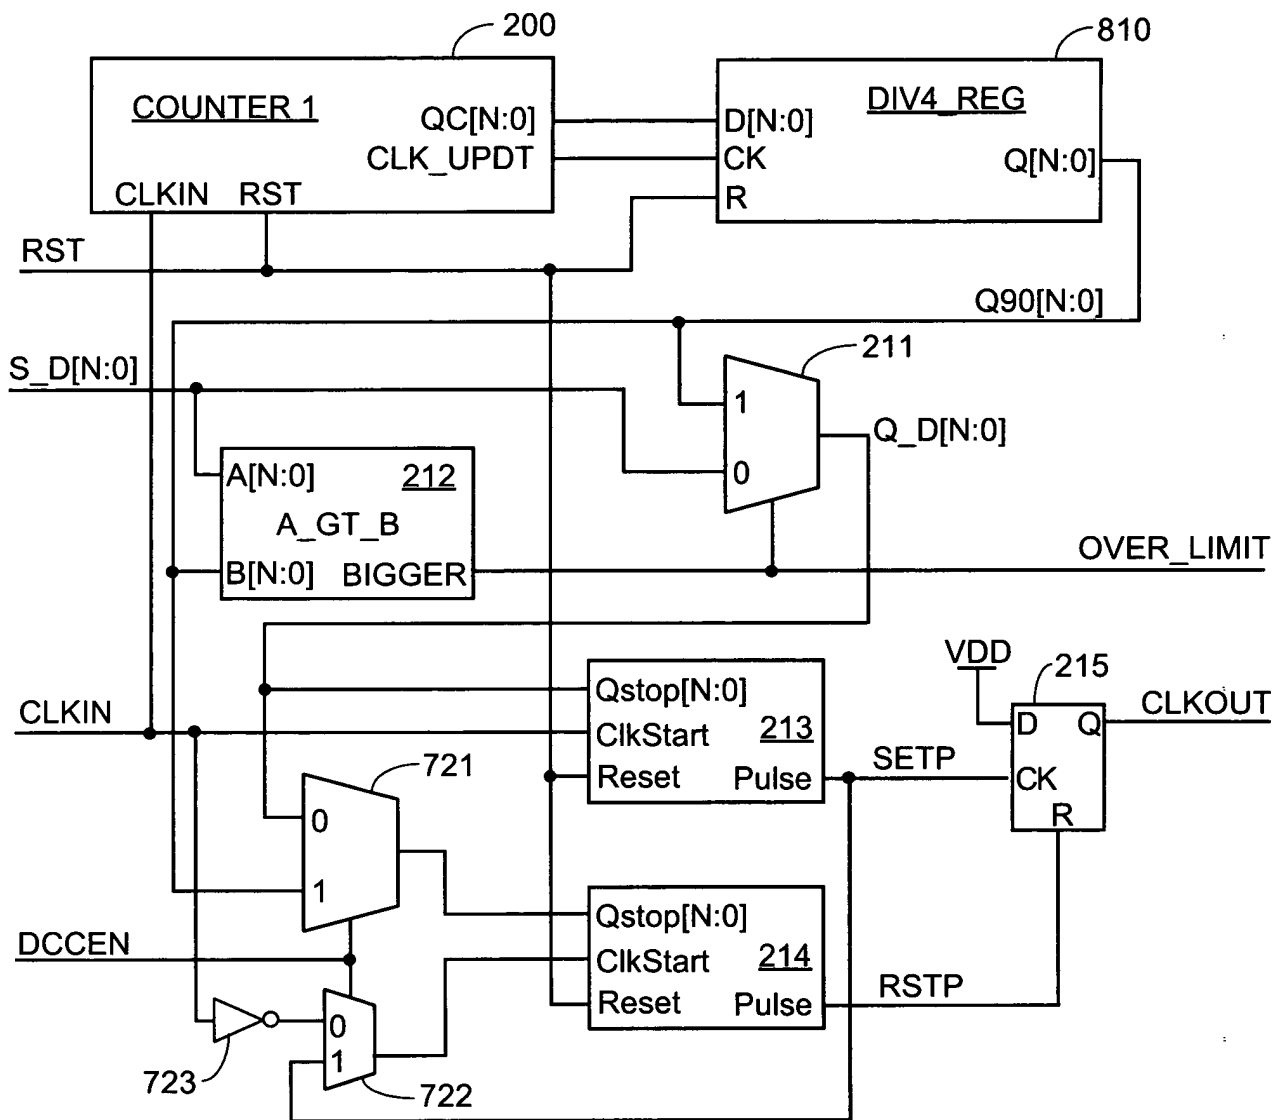 200
810
COUNTER 1
QC[N:0]
CLK_UPDT
CLKIN RST
DIV4_REG
D[N:0]
CK
R
Q[N:0]
RST
Q90[N:0]
S_D[N:0]
211
1
0
Q_D[N:0]
A[N:0] 212
A_GT_B
B[N:0] BIGGER
OVER_LIMIT
VDD
215
CLKIN
Qstop[N:0]
ClkStart 213
Reset Pulse
SETP
D Q
CK
R
CLKOUT
721
0
1
DCCEN
Qstop[N:0]
ClkStart 214
Reset Pulse
RSTP
0
1
723
722